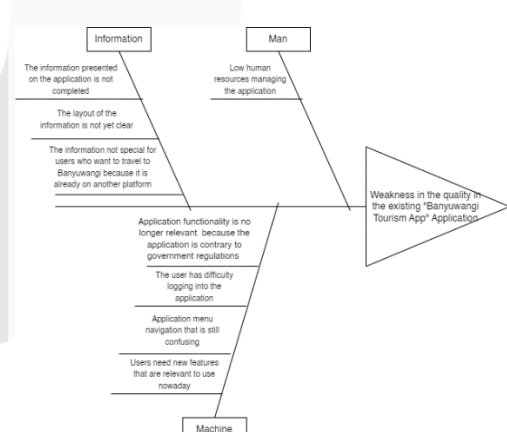 Information
Man
The information presented
on the application is not
completed
Low human
resources managing
the application
The layout of the
information is not yet clear
The information not special for
users who want to travel to
Banyuwangi because it is
already on another platform
Weakness in the quality in
the existing "Banyuwangi
Tourism App" Application
Application functionality is no
longer relevant because the
application is contrary to
government regulations
The user has difficulty
logging into the
application
Application menu
navigation that is still
confusing
Users need new features
that are relevant to use
nowaday
Machine